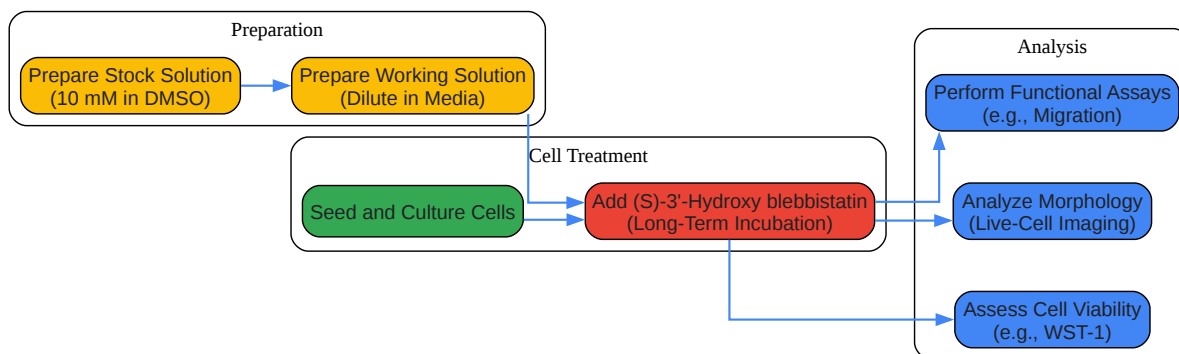 Preparation
Prepare Stock Solution
(10 mM in DMSO)
Prepare Working Solution
(Dilute in Media)
Cell Treatment
Seed and Culture Cells
Add (S)-3'-Hydroxy blebbistatin
(Long-Term Incubation)
Analysis
Perform Functional Assays
(e.g., Migration)
Analyze Morphology
(Live-Cell Imaging)
Assess Cell Viability
(e.g., WST-1)